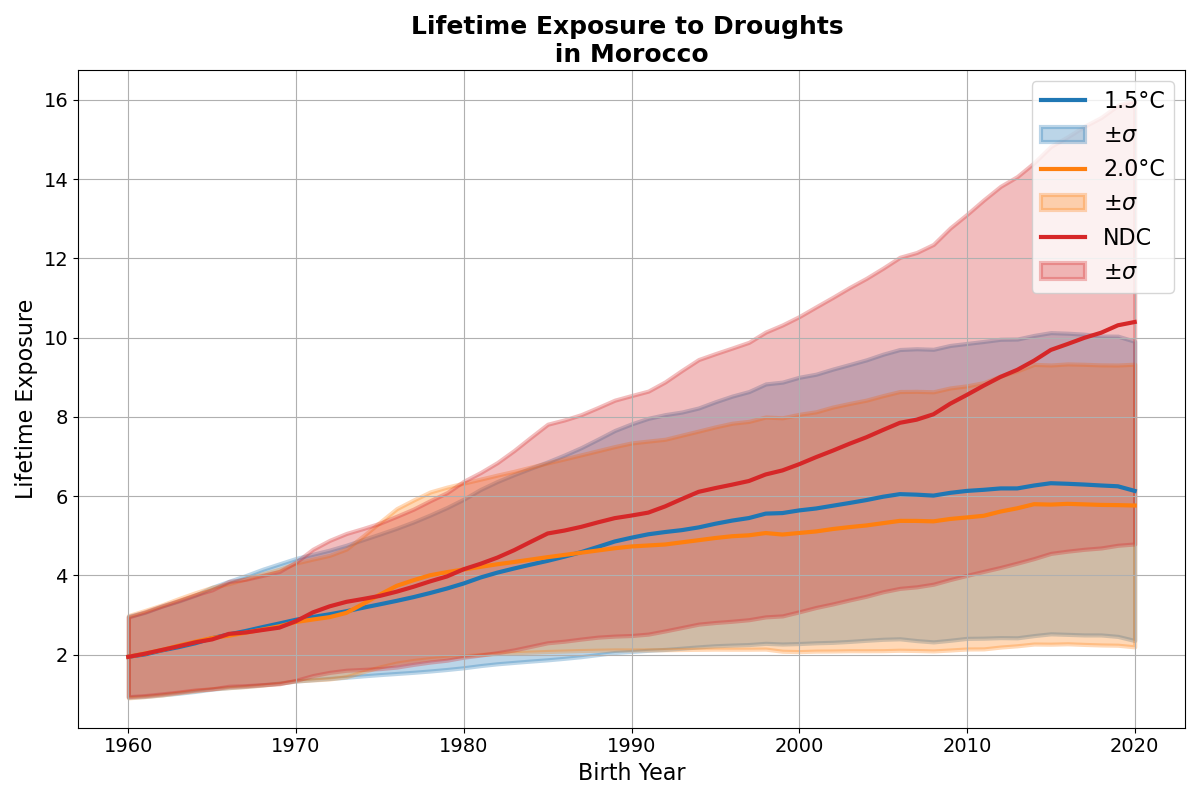 Lifetime Exposure to Droughts
in Morocco
16
14
12
10
8
6
4
2
Lifetime Exposure
1.5°C
±σ
2.0°C
±σ
NDC
±σ
1960 1970 1980 1990 2000 2010 2020
Birth Year